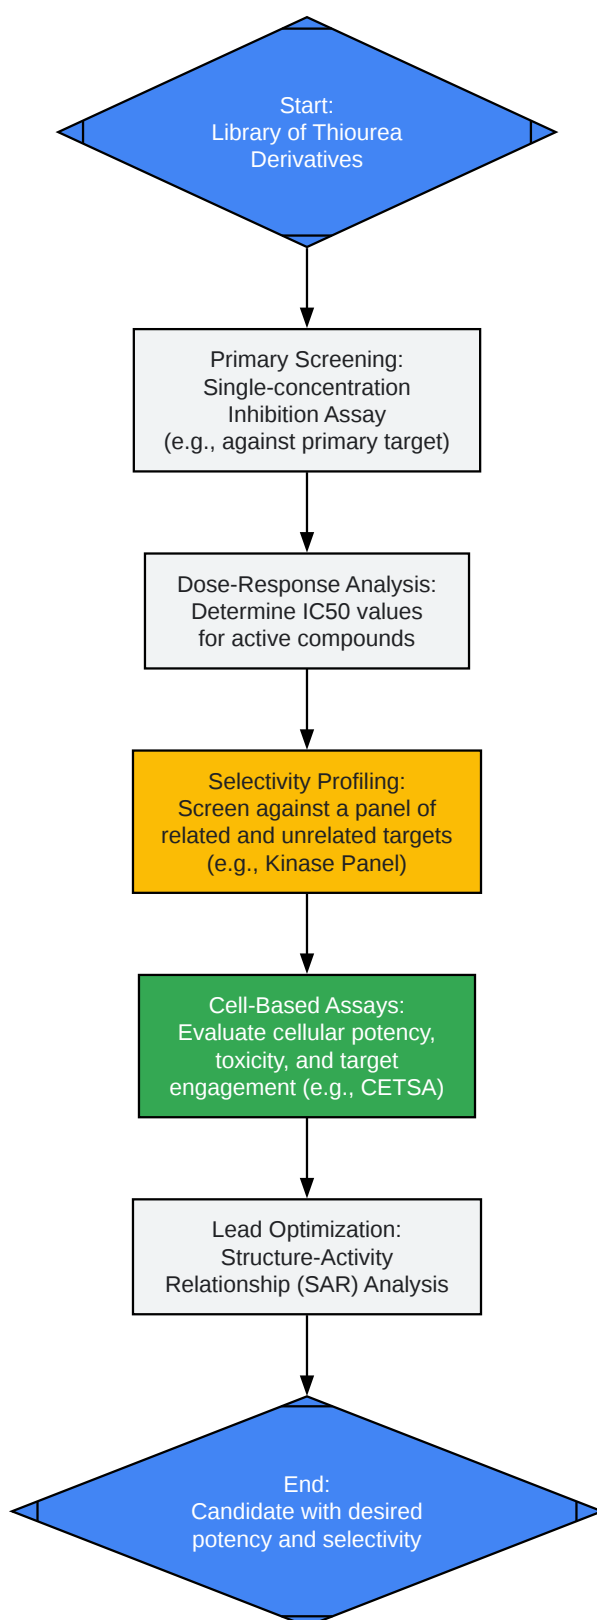 Start:
Library of Thiourea
Derivatives
Primary Screening:
Single-concentration
Inhibition Assay
(e.g., against primary target)
Dose-Response Analysis:
Determine IC50 values
for active compounds
Selectivity Profiling:
Screen against a panel of
related and unrelated targets
(e.g., Kinase Panel)
Cell-Based Assays:
Evaluate cellular potency,
toxicity, and target
engagement (e.g., CETSA)
Lead Optimization:
Structure-Activity
Relationship (SAR) Analysis
End:
Candidate with desired
potency and selectivity